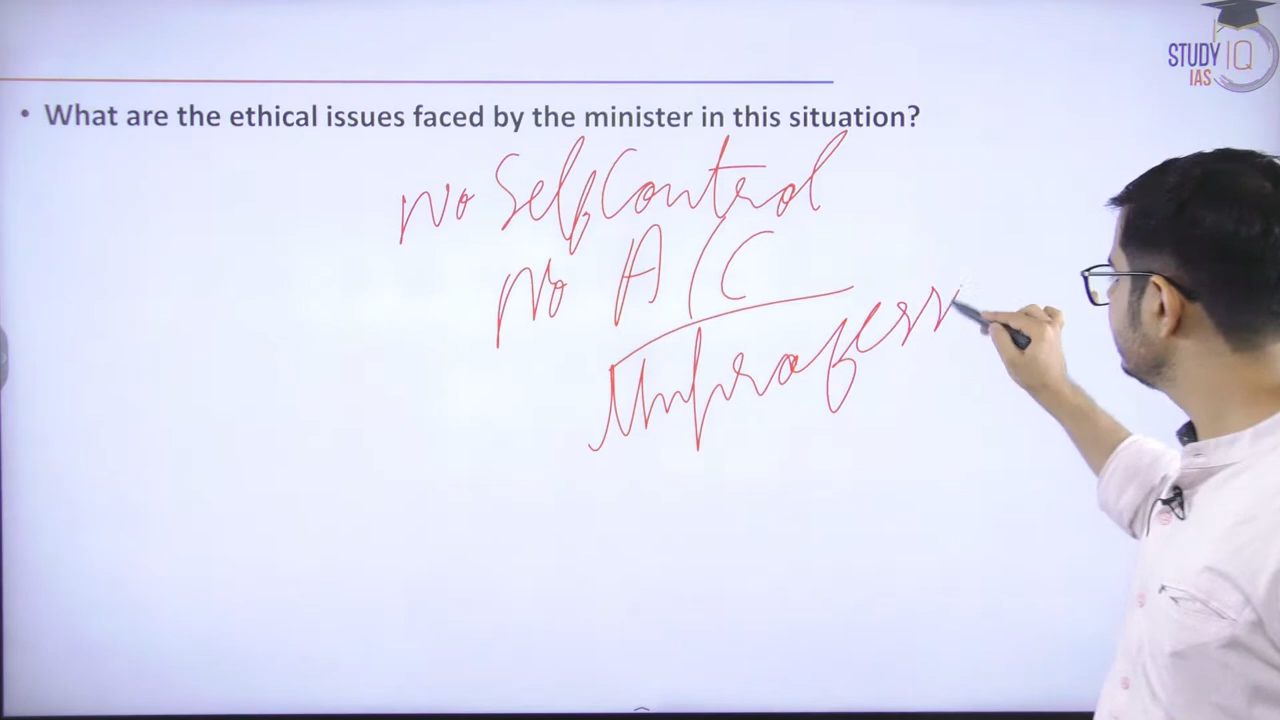 STUDY IQ
IAS
• What are the ethical issues faced by the minister in this situation?
No Self Control
No A/C
Unprofess